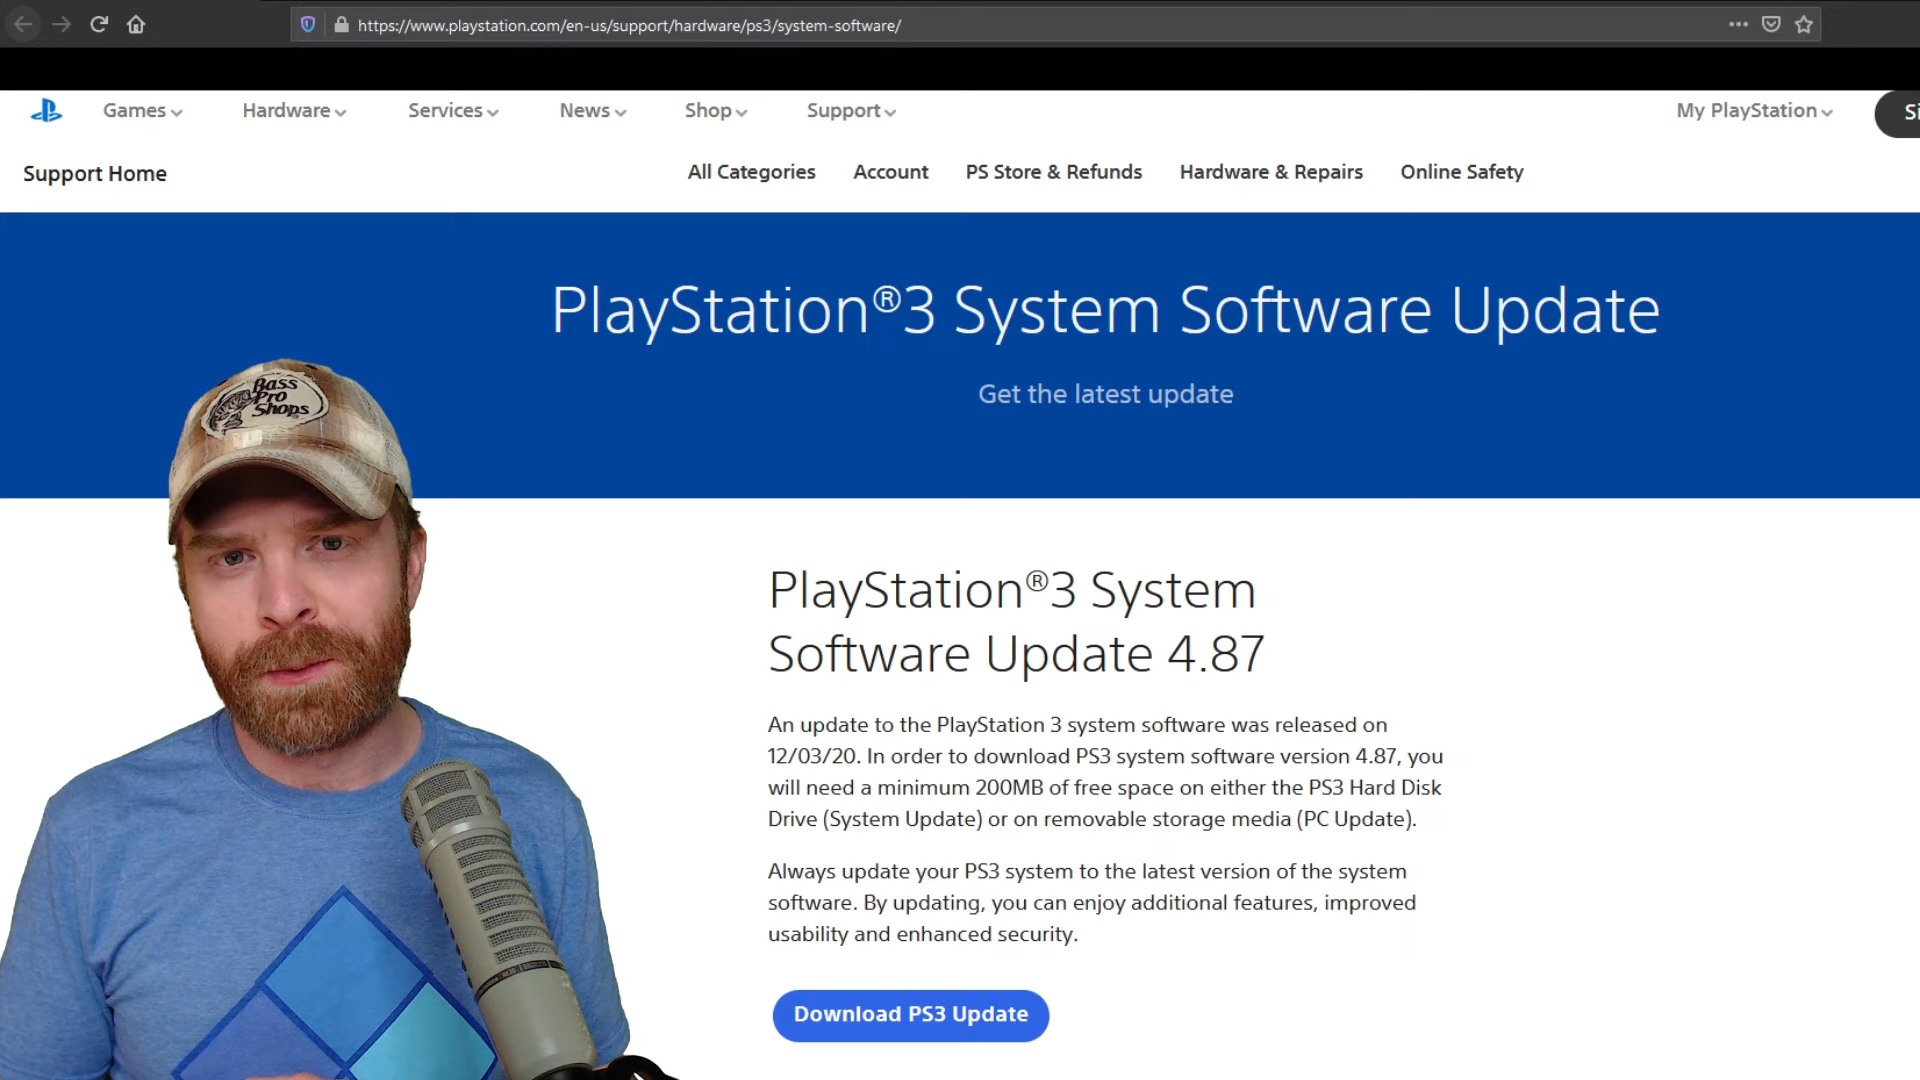 https://www.playstation.com/en-us/support/hardware/ps3/system-software/
Games Hardware Services News Shop Support My PlayStation
Support Home All Categories Account PS Store & Refunds Hardware & Repairs Online Safety
PlayStation®3 System Software Update
Get the latest update
Bass
Pro
Shops
PlayStation®3 System
Software Update 4.87
An update to the PlayStation 3 system software was released on
12/03/20. In order to download PS3 system software version 4.87, you
will need a minimum 200MB of free space on either the PS3 Hard Disk
Drive (System Update) or on removable storage media (PC Update).
Always update your PS3 system to the latest version of the system
software. By updating, you can enjoy additional features, improved
usability and enhanced security.
Download PS3 Update